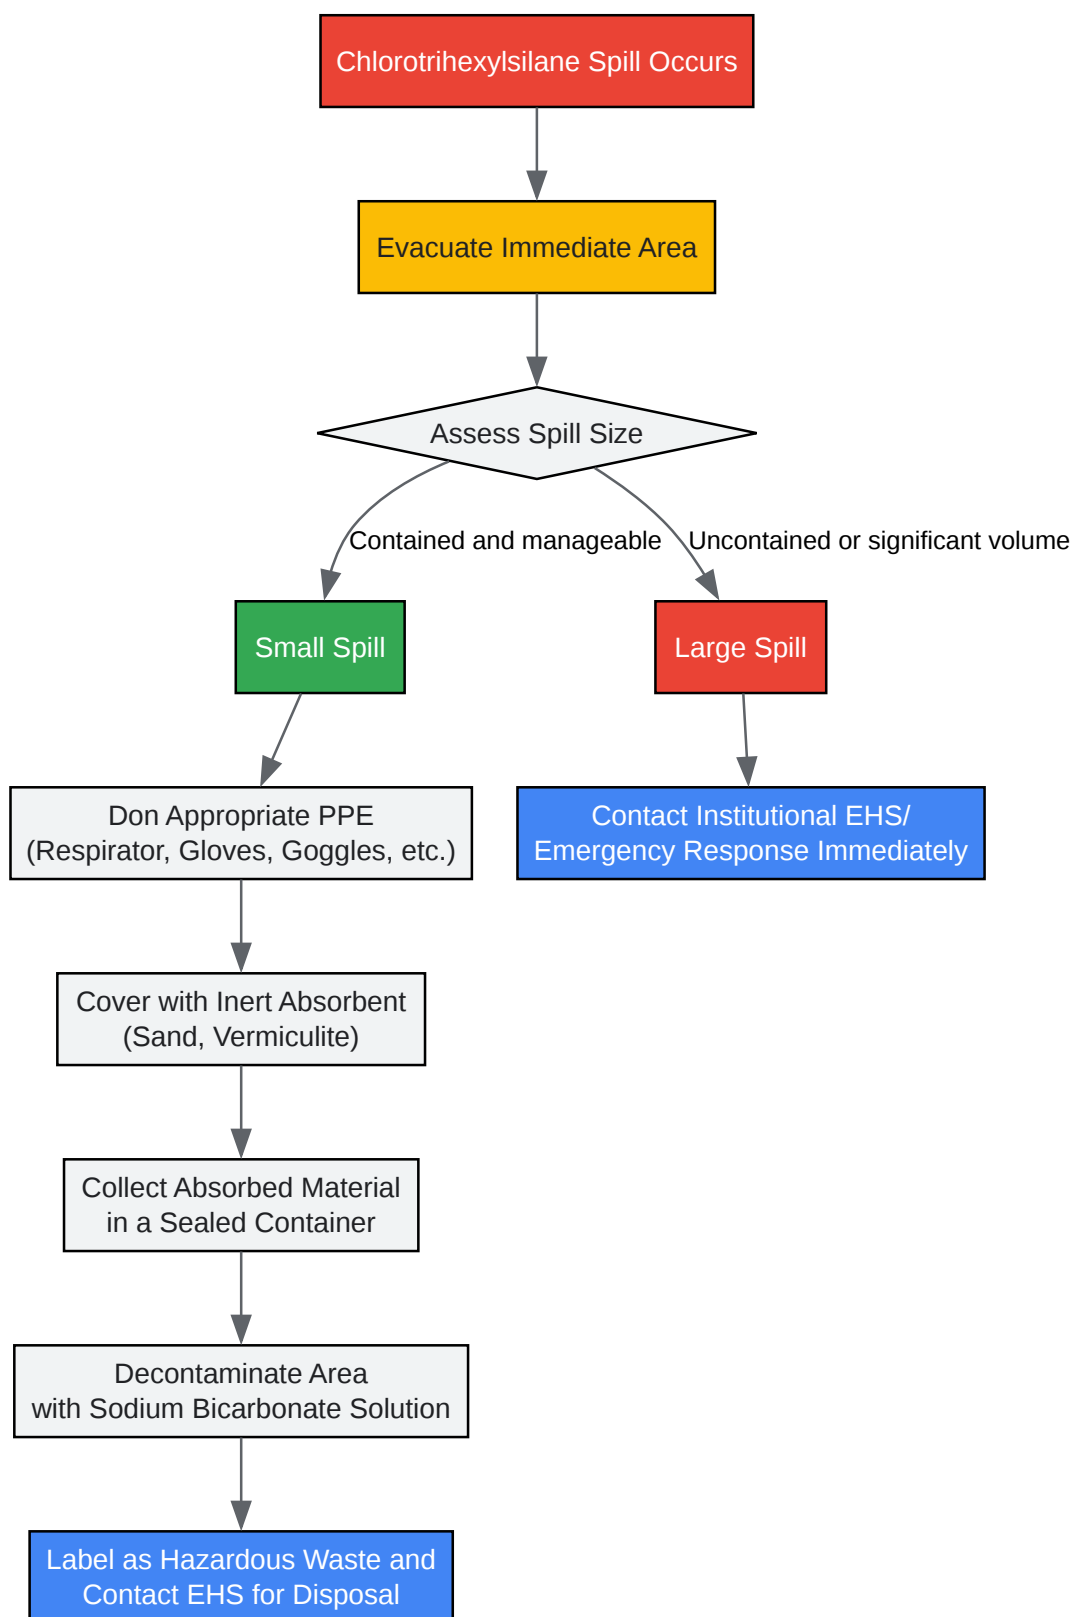 Chlorotrihexylsilane Spill Occurs
Evacuate Immediate Area
Assess Spill Size
Contained and manageable
Uncontained or significant volume
Small Spill
Large Spill
Don Appropriate PPE
(Respirator, Gloves, Goggles, etc.)
Contact Institutional EHS/
Emergency Response Immediately
Cover with Inert Absorbent
(Sand, Vermiculite)
Collect Absorbed Material
in a Sealed Container
Decontaminate Area
with Sodium Bicarbonate Solution
Label as Hazardous Waste and
Contact EHS for Disposal